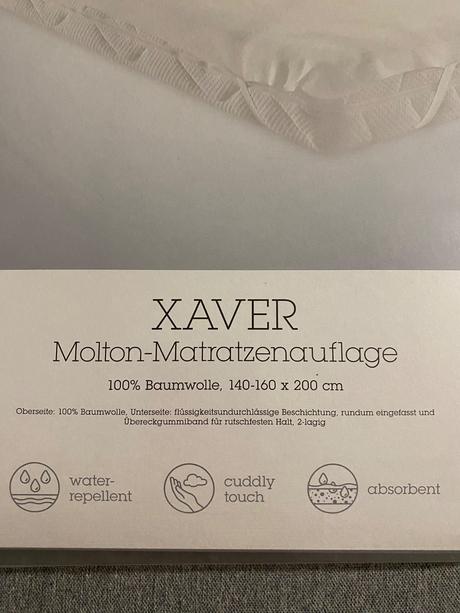 XAVER
Molton-Matratzenauflage
100% Baumwolle, 140-160 x 200 cm
Oberseite: 100% Baumwolle, Unterseite: flüssigkeitsundurchlässige Beschichtung, rundum eingefasst und
Übereckgummiband für rutschfesten Halt, 2-lagig
water-
repellent
cuddly
touch
absorbent